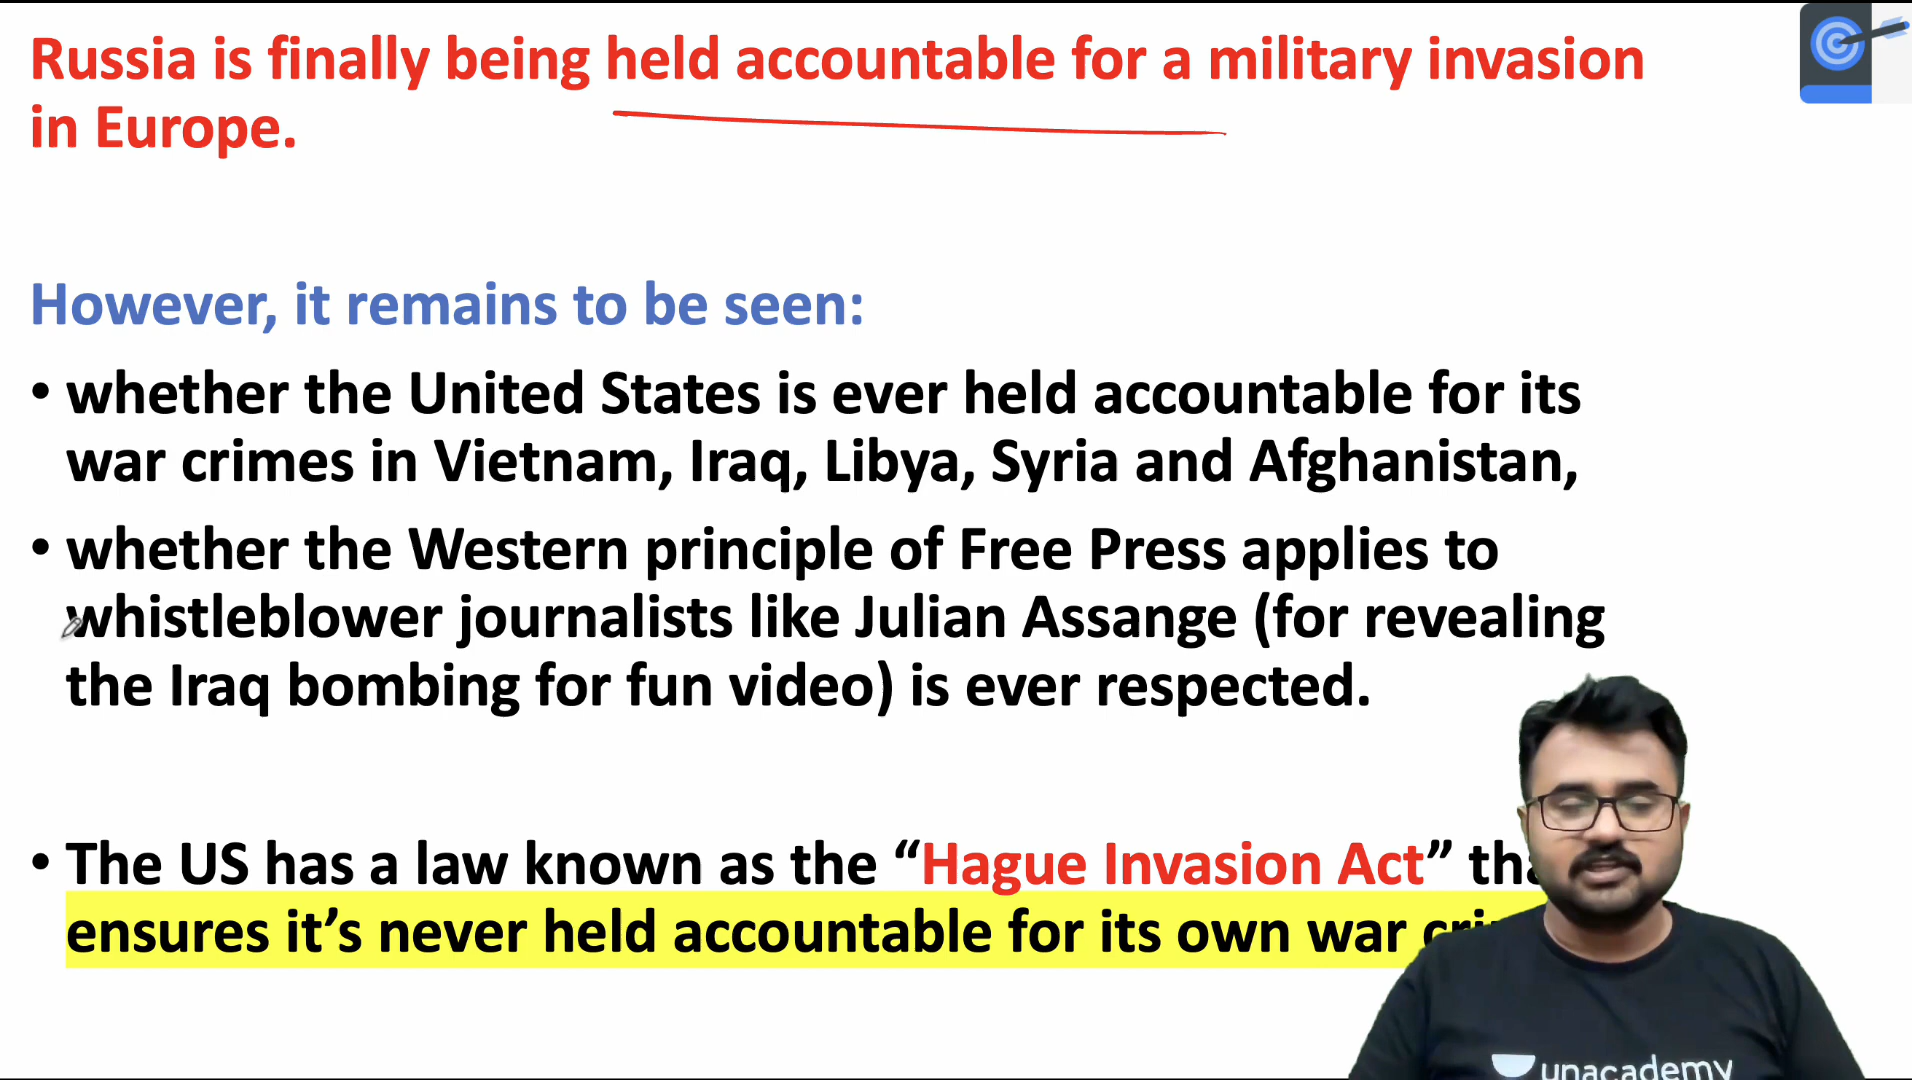 Russia is finally being held accountable for a military invasion
in Europe.
However, it remains to be seen:
• whether the United States is ever held accountable for its
war crimes in Vietnam, Iraq, Libya, Syria and Afghanistan,
• whether the Western principle of Free Press applies to
whistleblower journalists like Julian Assange (for revealing
the Iraq bombing for fun video) is ever respected.
• The US has a law known as the “Hague Invasion Act”
ensures it’s never held accountable for its own war
unacademy